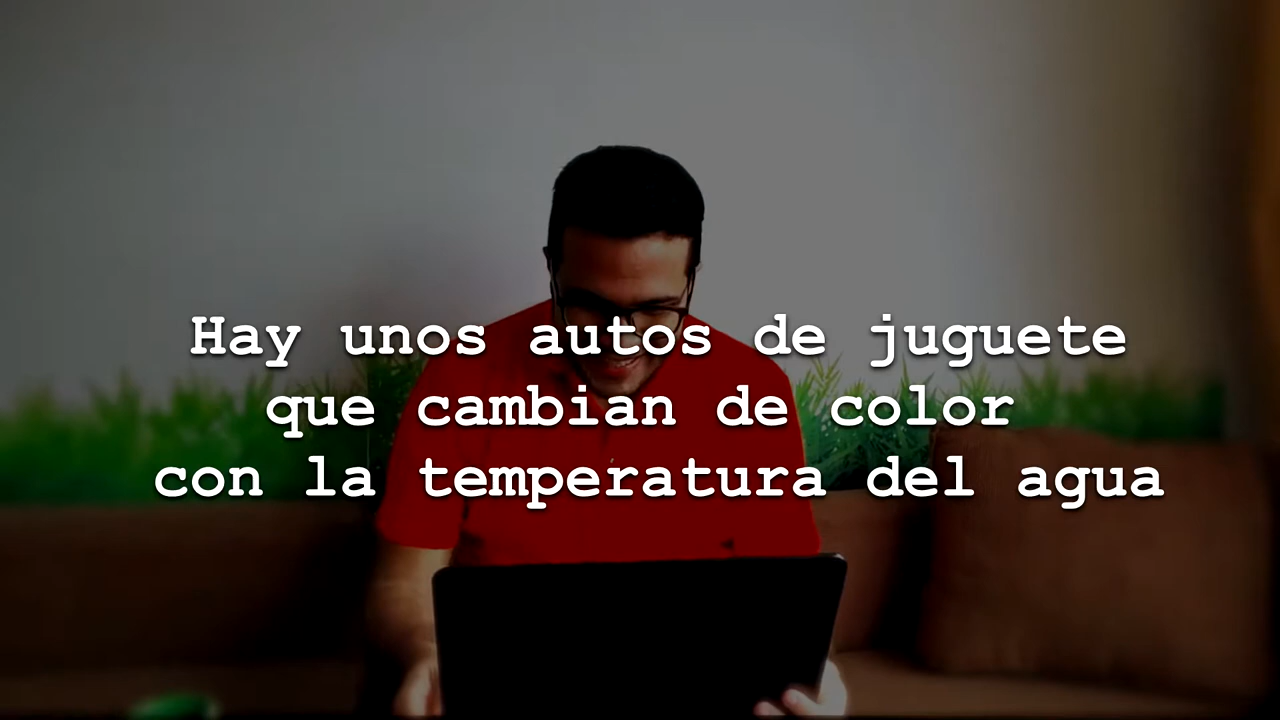 Hay unos autos de juguete
que cambian de color
con la temperatura del agua